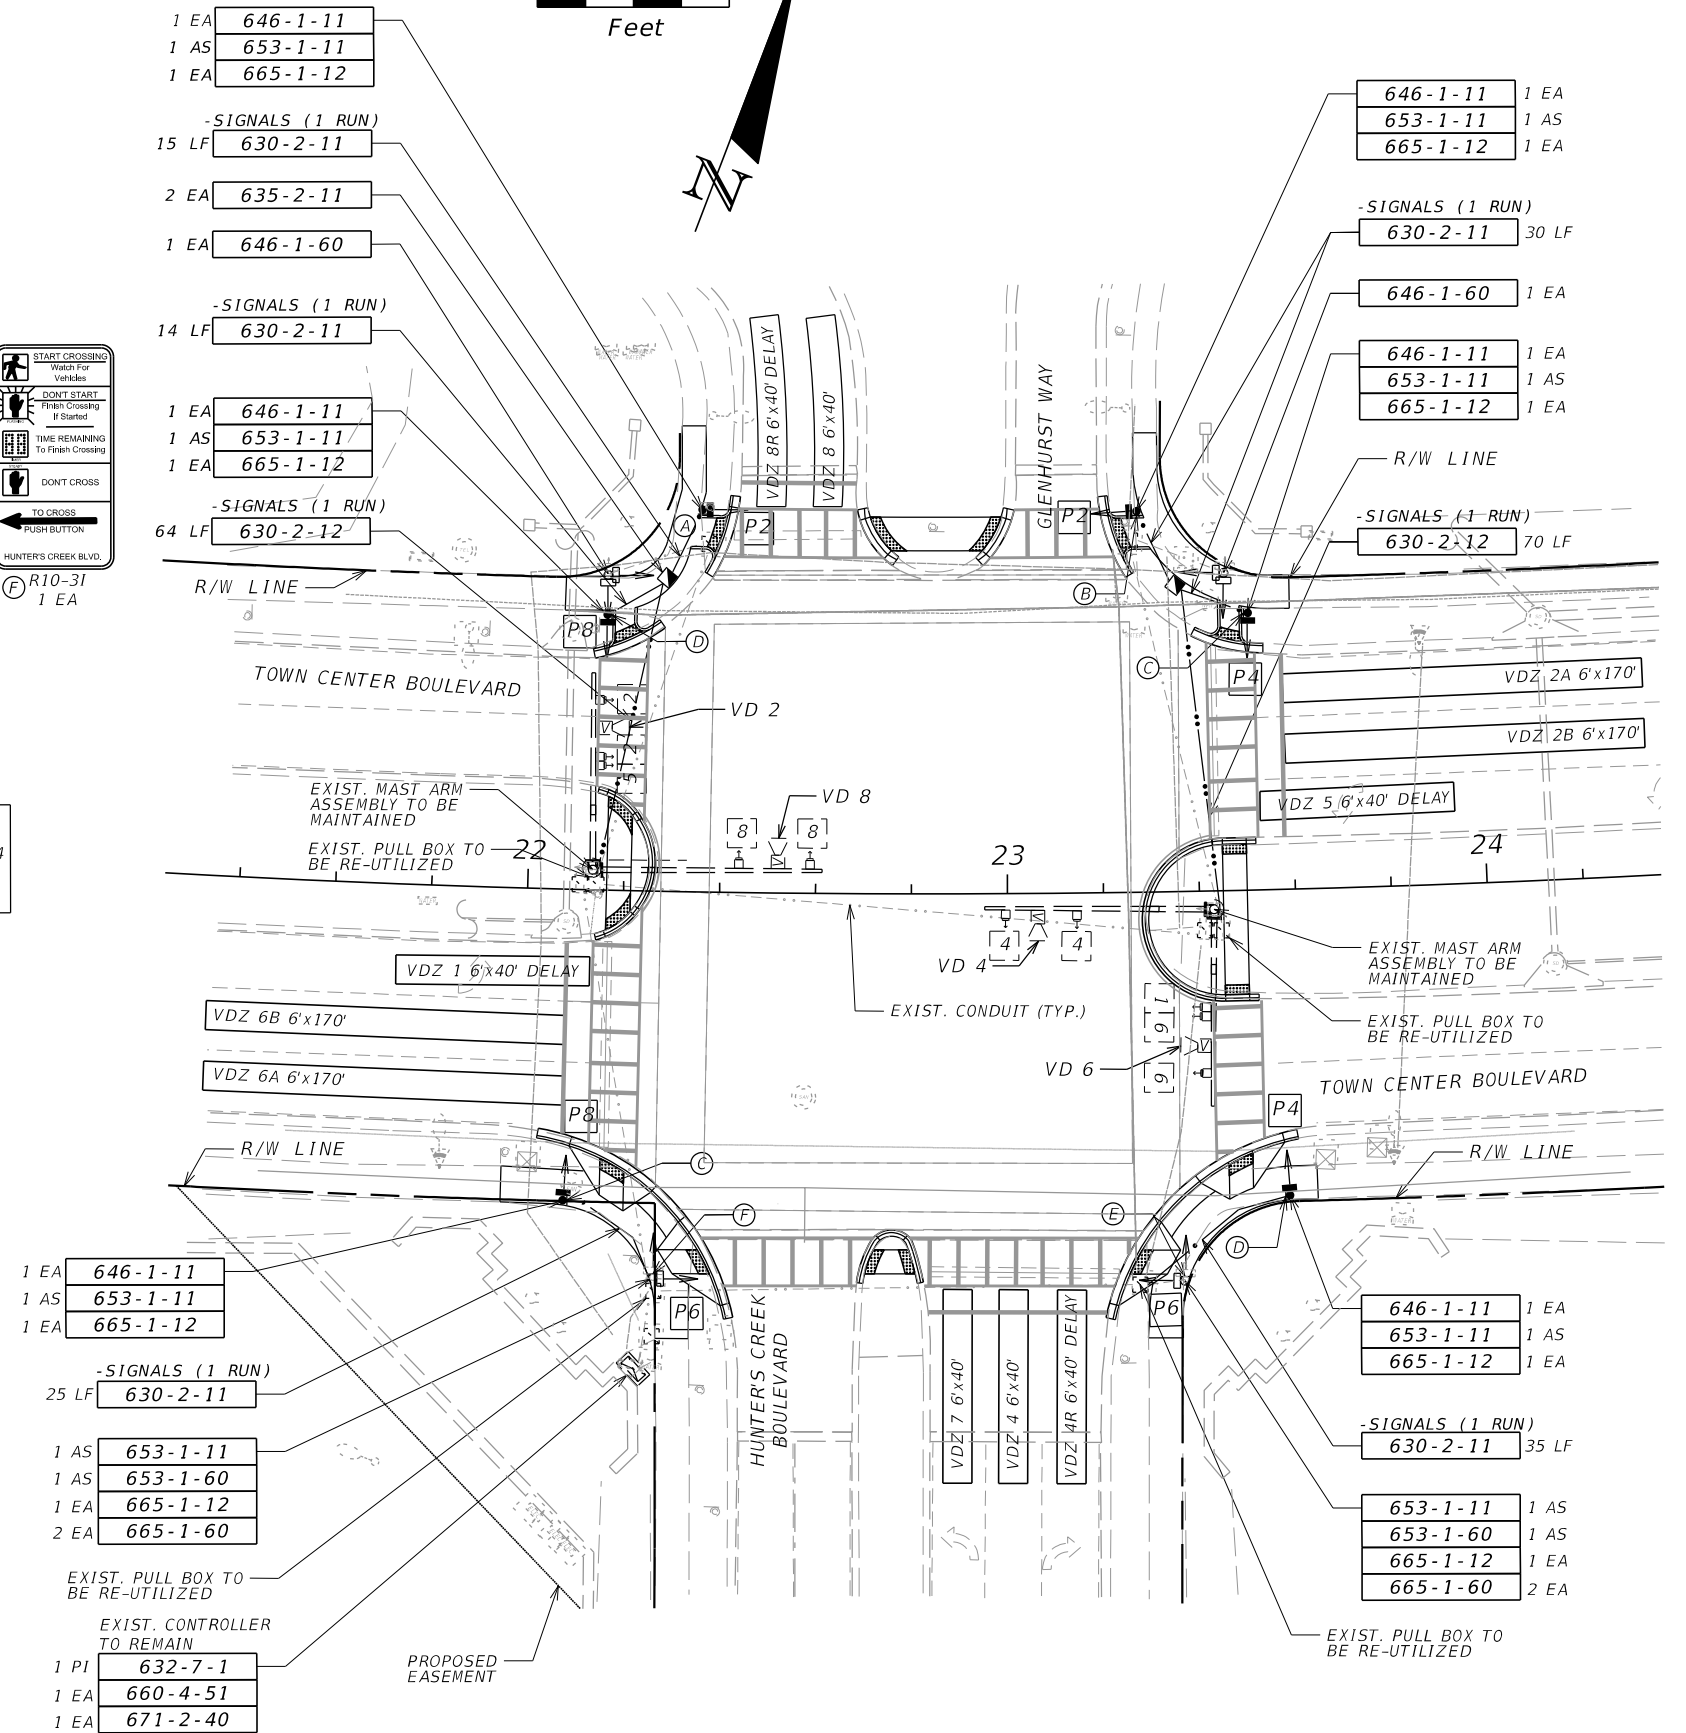 Feet
N
1 EA 646-1-11
1 AS 653-1-11
1 EA 665-1-12
-SIGNALS (1 RUN)
15 LF 630-2-11
2 EA 635-2-11
1 EA 646-1-60
-SIGNALS (1 RUN)
14 LF 630-2-11
1 EA 646-1-11
1 AS 653-1-11
1 EA 665-1-12
-SIGNALS (1 RUN)
64 LF 630-2-12
R/W LINE
START CROSSING
Watch For
Vehicles
DON'T START
Finish Crossing
If Started
TIME REMAINING
To Finish Crossing
DON'T CROSS
TO CROSS
PUSH BUTTON
HUNTER'S CREEK BLVD.
F R10-3I
1 EA
646-1-11 1 EA
653-1-11 1 AS
665-1-12 1 EA
-SIGNALS (1 RUN)
630-2-11 30 LF
646-1-60 1 EA
646-1-11 1 EA
653-1-11 1 AS
665-1-12 1 EA
R/W LINE
-SIGNALS (1 RUN)
630-2-12 70 LF
VDZ 8R 6'x40' DELAY
VDZ 8 6'x40'
GLENHURST WAY
A
P2
P2
B
P8
D
C
P4
TOWN CENTER BOULEVARD
VDZ 2A 6'x170'
VDZ 2B 6'x170'
VDZ 5 6'x40' DELAY
2
VD 2
2
5
EXIST. MAST ARM
ASSEMBLY TO BE
MAINTAINED
EXIST. PULL BOX TO
BE RE-UTILIZED
VD 8
8
8
22
23
24
4
4
VD 4
EXIST. CONDUIT (TYP.)
EXIST. MAST ARM
ASSEMBLY TO BE
MAINTAINED
EXIST. PULL BOX TO
BE RE-UTILIZED
1
6
6
VD 6
VDZ 1 6'x40' DELAY
VDZ 6B 6'x170'
VDZ 6A 6'x170'
TOWN CENTER BOULEVARD
P8
P4
R/W LINE
R/W LINE
C
F
E
D
P6
P6
HUNTER'S CREEK
BOULEVARD
VDZ 7 6'x40'
VDZ 4 6'x40'
VDZ 4R 6'x40' DELAY
1 EA 646-1-11
1 AS 653-1-11
1 EA 665-1-12
-SIGNALS (1 RUN)
25 LF 630-2-11
1 AS 653-1-11
1 AS 653-1-60
1 EA 665-1-12
2 EA 665-1-60
EXIST. PULL BOX TO
BE RE-UTILIZED
EXIST. CONTROLLER
TO REMAIN
1 PI 632-7-1
1 EA 660-4-51
1 EA 671-2-40
PROPOSED
EASEMENT
646-1-11 1 EA
653-1-11 1 AS
665-1-12 1 EA
-SIGNALS (1 RUN)
630-2-11 35 LF
653-1-11 1 AS
653-1-60 1 AS
665-1-12 1 EA
665-1-60 2 EA
EXIST. PULL BOX TO
BE RE-UTILIZED